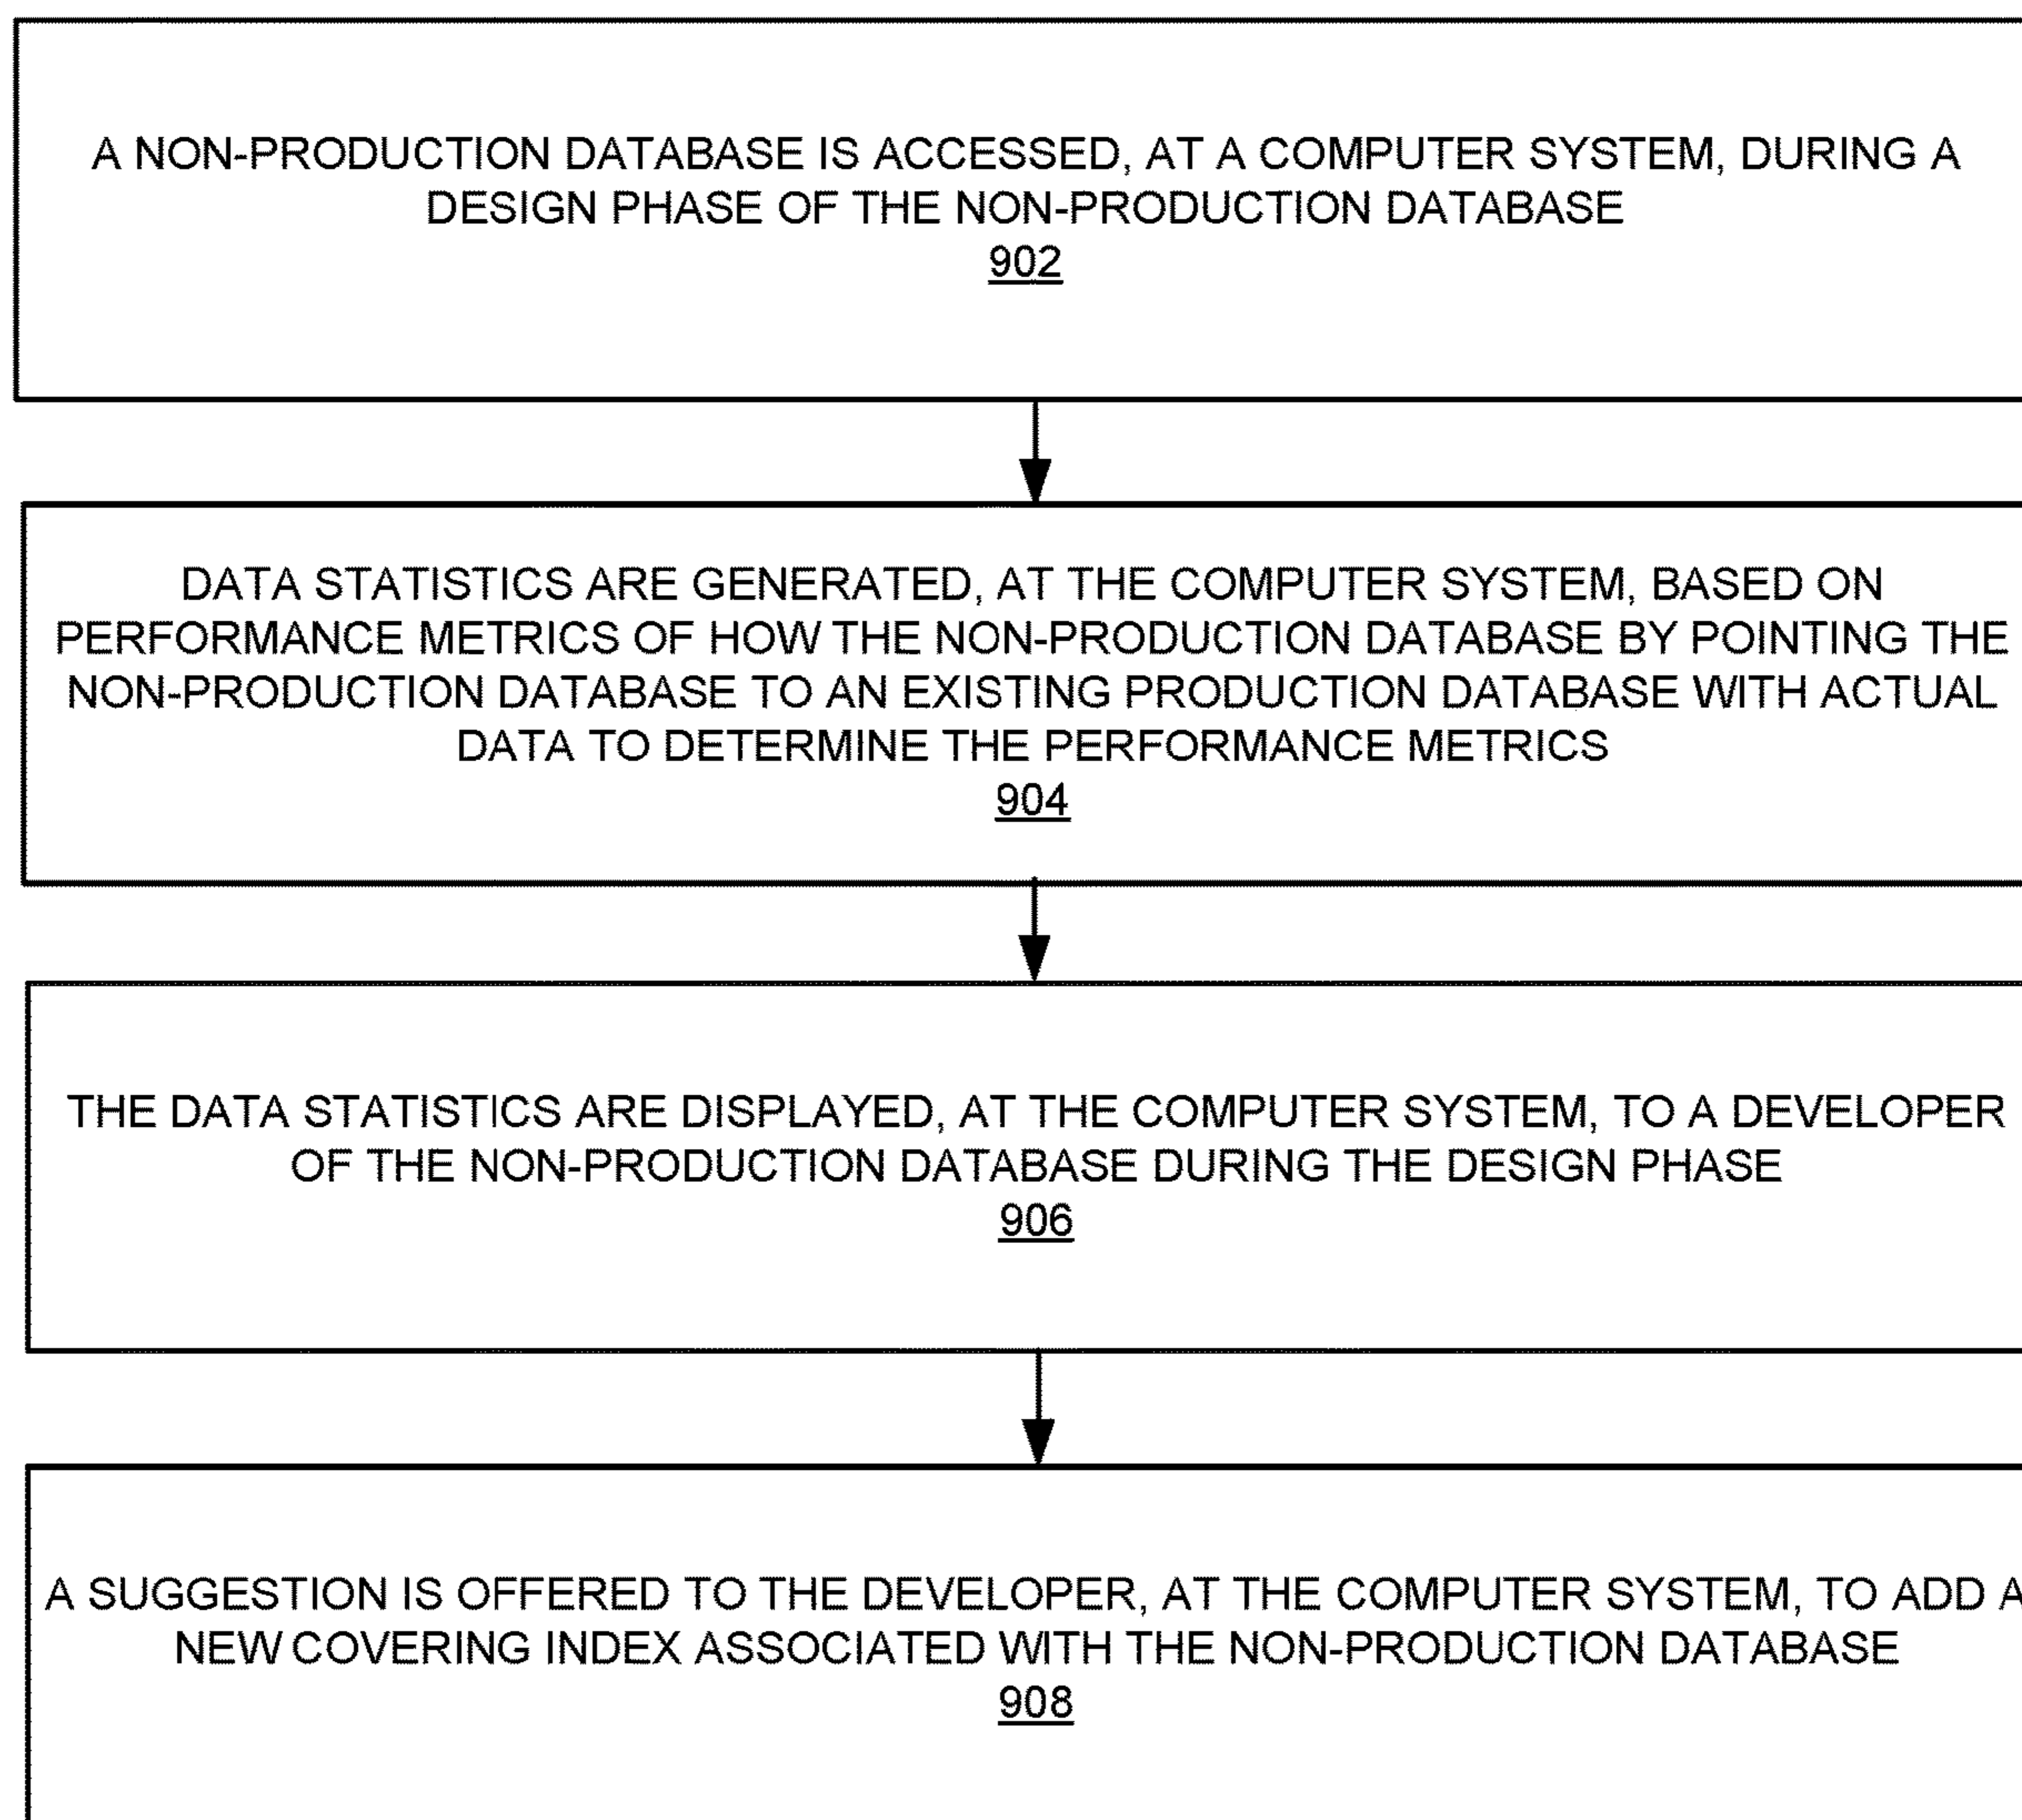 A NON-PRODUCTION DATABASE IS ACCESSED, AT A COMPUTER SYSTEM, DURING A
DESIGN PHASE OF THE NON-PRODUCTION DATABASE
902
DATA STATISTICS ARE GENERATED, AT THE COMPUTER SYSTEM, BASED ON
PERFORMANCE METRICS OF HOW THE NON-PRODUCTION DATABASE BY POINTING THE
NON-PRODUCTION DATABASE TO AN EXISTING PRODUCTION DATABASE WITH ACTUAL
DATA TO DETERMINE THE PERFORMANCE METRICS
904
THE DATA STATISTICS ARE DISPLAYED, AT THE COMPUTER SYSTEM, TO A DEVELOPER
OF THE NON-PRODUCTION DATABASE DURING THE DESIGN PHASE
906
A SUGGESTION IS OFFERED TO THE DEVELOPER, AT THE COMPUTER SYSTEM, TO ADD A
NEW COVERING INDEX ASSOCIATED WITH THE NON-PRODUCTION DATABASE
908